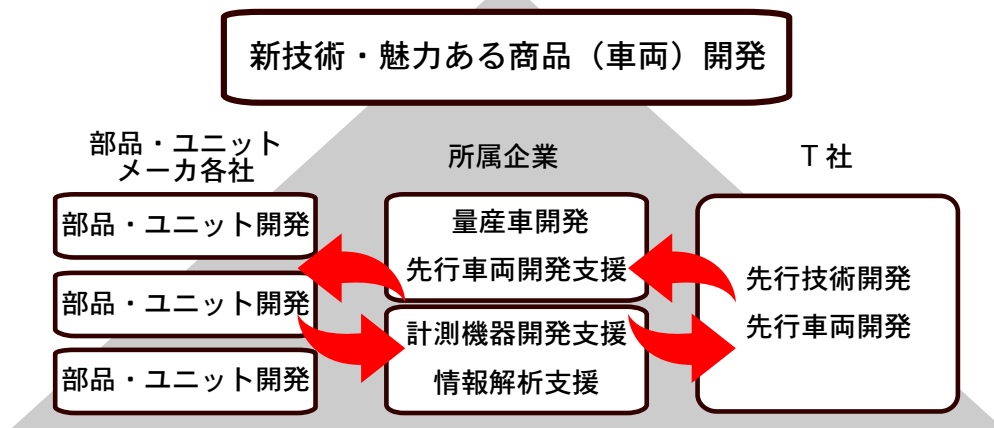 新技術・魅力ある商品（車両）開発
部品・ユニット
メーカ各社
部品・ユニット開発
部品・ユニット開発
部品・ユニット開発
所属企業
量産車開発
先行車両開発支援
計測機器開発支援
情報解析支援
T社
先行技術開発
先行車両開発